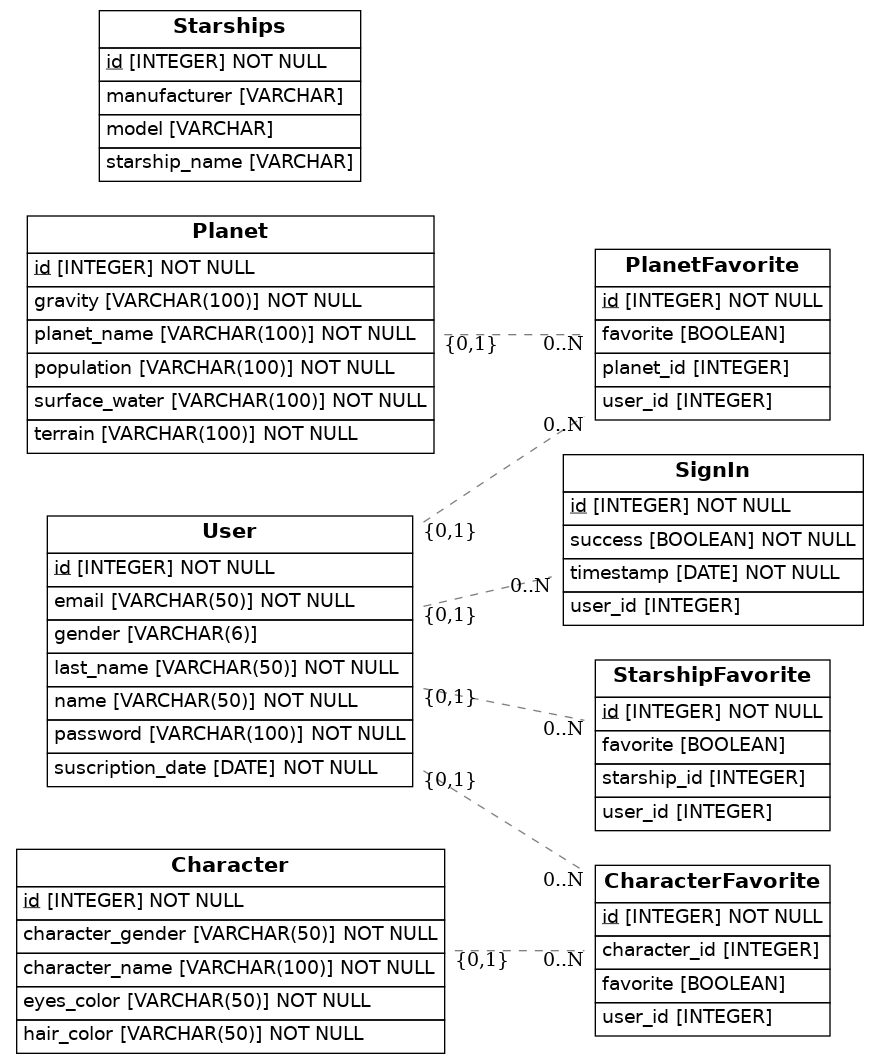 Starships
id [INTEGER] NOT NULL
manufacturer [VARCHAR]
model [VARCHAR]
starship_name [VARCHAR]
Planet
id [INTEGER] NOT NULL
gravity [VARCHAR(100)] NOT NULL
planet_name [VARCHAR(100)] NOT NULL
population [VARCHAR(100)] NOT NULL
surface_water [VARCHAR(100)] NOT NULL
terrain [VARCHAR(100)] NOT NULL
{0,1}
0..N
PlanetFavorite
id [INTEGER] NOT NULL
favorite [BOOLEAN]
planet_id [INTEGER]
user_id [INTEGER]
0..N
{0,1}
SignIn
id [INTEGER] NOT NULL
success [BOOLEAN] NOT NULL
timestamp [DATE] NOT NULL
user_id [INTEGER]
0..N
{0,1}
User
id [INTEGER] NOT NULL
email [VARCHAR(50)] NOT NULL
gender [VARCHAR(6)]
last_name [VARCHAR(50)] NOT NULL
name [VARCHAR(50)] NOT NULL
password [VARCHAR(100)] NOT NULL
suscription_date [DATE] NOT NULL
{0,1}
0..N
StarshipFavorite
id [INTEGER] NOT NULL
favorite [BOOLEAN]
starship_id [INTEGER]
user_id [INTEGER]
{0,1}
0..N
Character
id [INTEGER] NOT NULL
character_gender [VARCHAR(50)] NOT NULL
character_name [VARCHAR(100)] NOT NULL
eyes_color [VARCHAR(50)] NOT NULL
hair_color [VARCHAR(50)] NOT NULL
{0,1}
0..N
CharacterFavorite
id [INTEGER] NOT NULL
character_id [INTEGER]
favorite [BOOLEAN]
user_id [INTEGER]